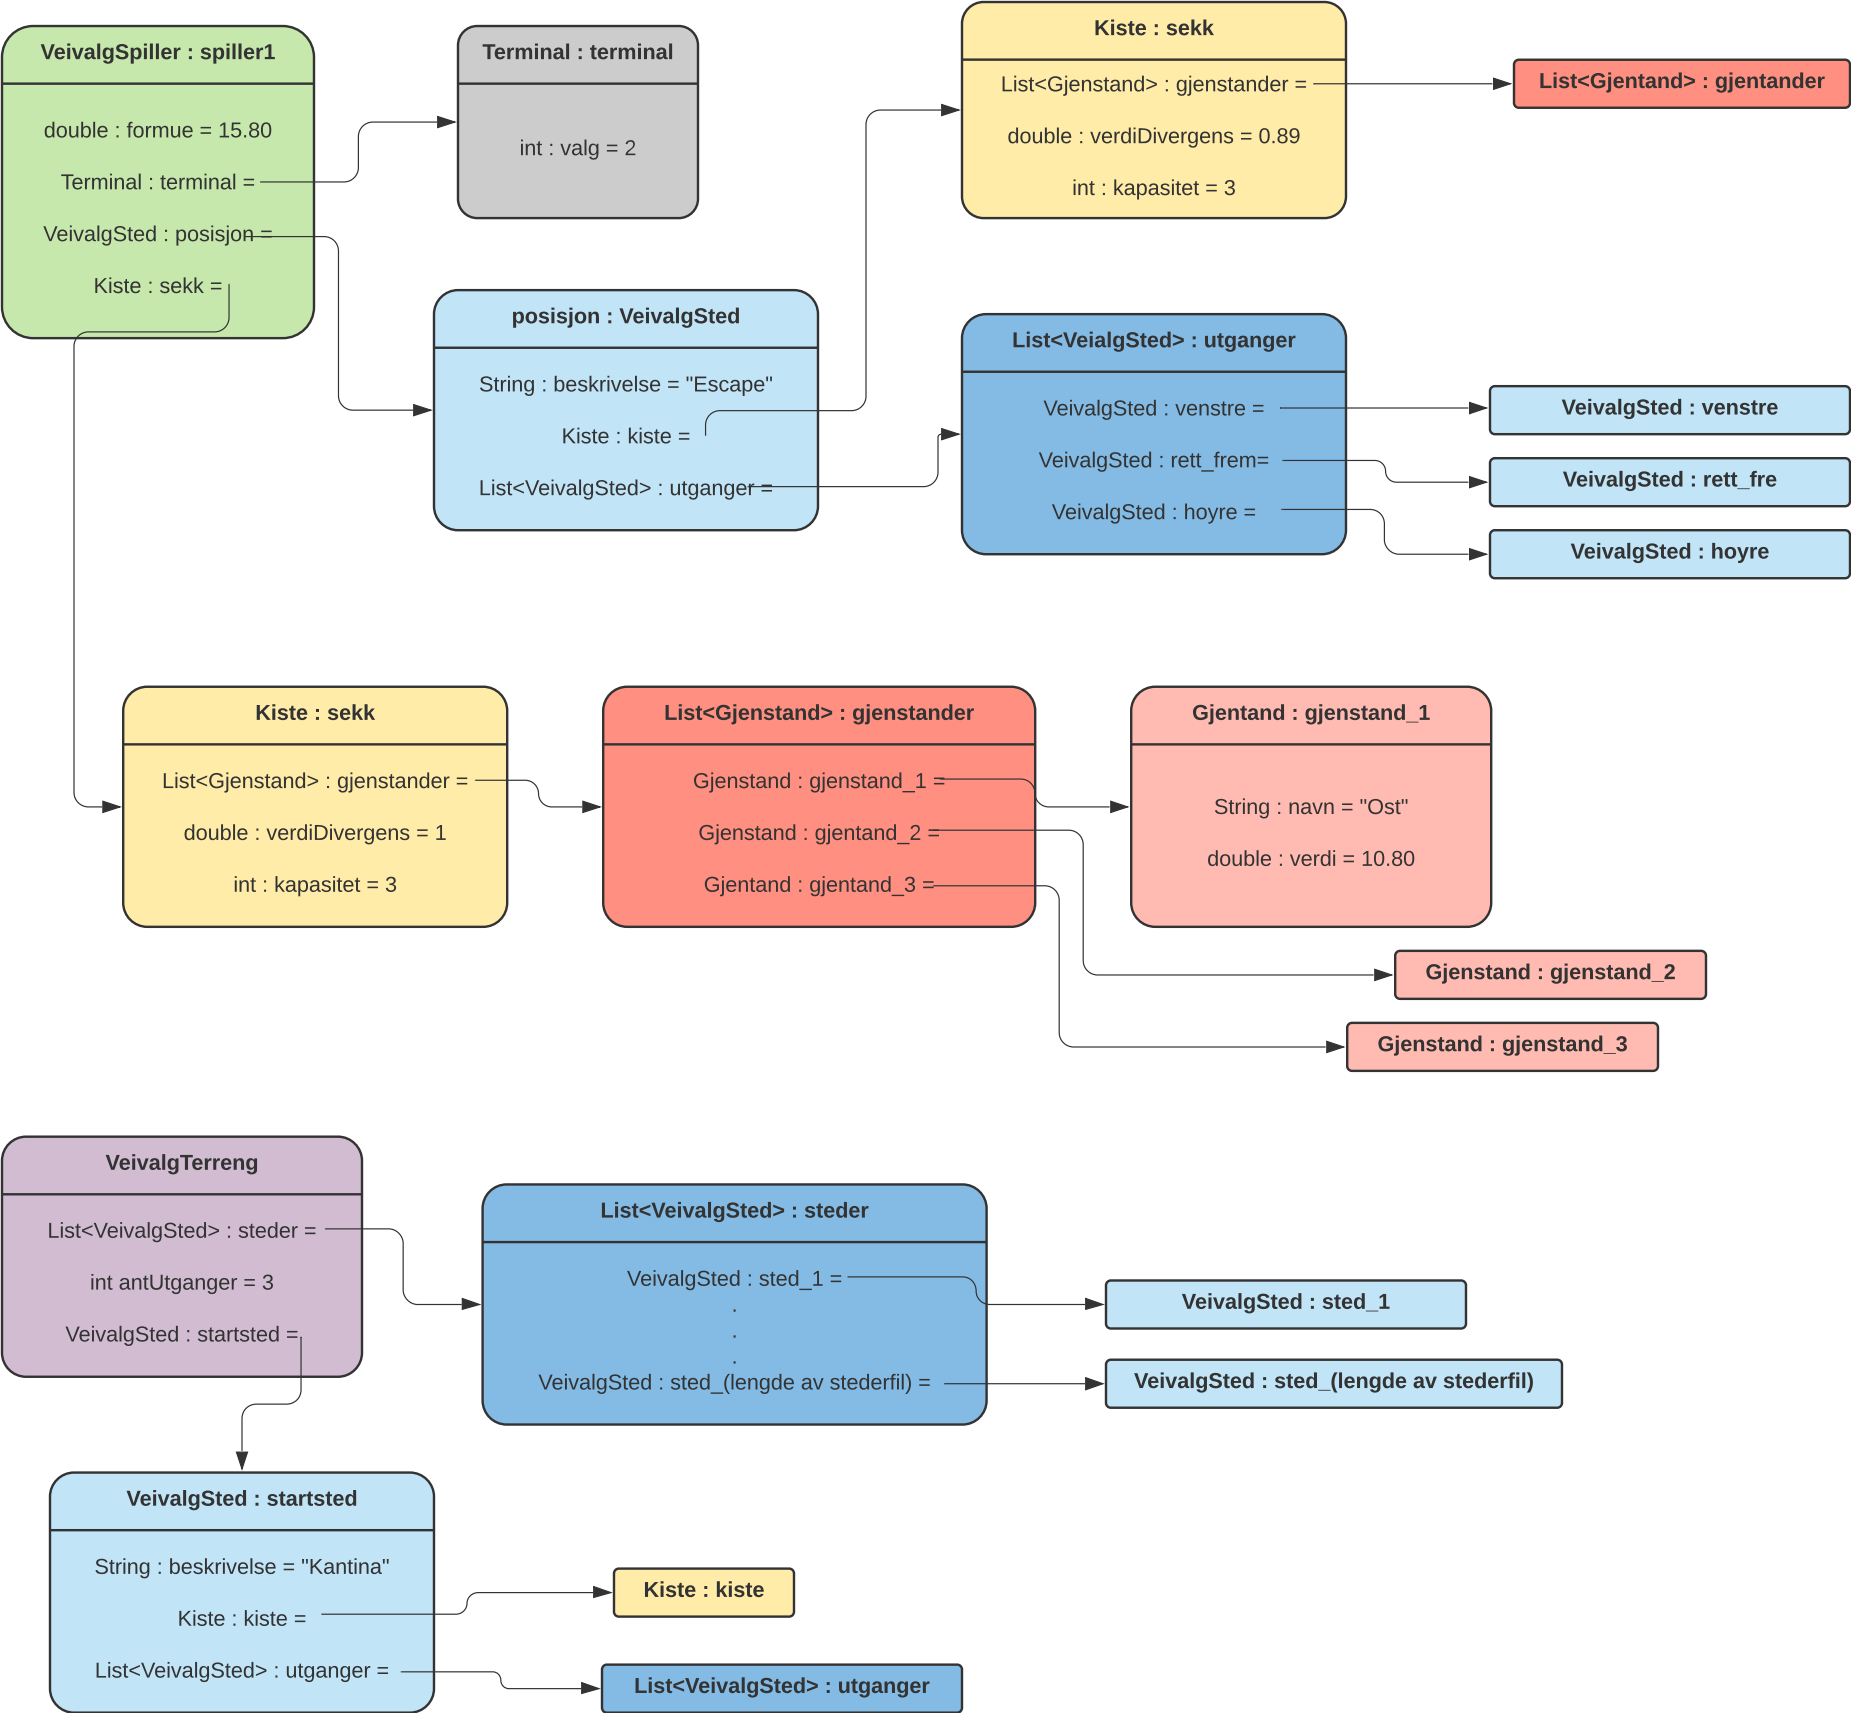 VeivalgSpiller : spiller1
double : formue = 15.80
Terminal : terminal =
VeivalgSted : posisjon =
Kiste : sekk =
Terminal : terminal
int : valg = 2
Kiste : sekk
List<Gjenstand> : gjenstander =
double : verdiDivergens = 0.89
int : kapasitet = 3
List<Gjentand> : gjentander
posisjon : VeivalgSted
String : beskrivelse = "Escape"
Kiste : kiste =
List<VeivalgSted> : utganger =
List<VeialgSted> : utganger
VeivalgSted : venstre =
VeivalgSted : rett_frem=
VeivalgSted : hoyre =
VeivalgSted : venstre
VeivalgSted : rett_fre
VeivalgSted : hoyre
Kiste : sekk
List<Gjenstand> : gjenstander =
double : verdiDivergens = 1
int : kapasitet = 3
List<Gjenstand> : gjenstander
Gjenstand : gjenstand_1 =
Gjenstand : gjentand_2 =
Gjentand : gjentand_3 =
Gjentand : gjenstand_1
String : navn = "Ost"
double : verdi = 10.80
Gjenstand : gjenstand_2
Gjenstand : gjenstand_3
VeivalgTerreng
List<VeivalgSted> : steder =
int antUtganger = 3
VeivalgSted : startsted =
List<VeivalgSted> : steder
VeivalgSted : sted_1 =
.
.
.
VeivalgSted : sted_(lengde av stederfil) =
VeivalgSted : sted_1
VeivalgSted : sted_(lengde av stederfil)
VeivalgSted : startsted
String : beskrivelse = "Kantina"
Kiste : kiste =
List<VeivalgSted> : utganger =
Kiste : kiste
List<VeivalgSted> : utganger